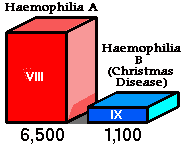 Haemophilia A
Haemophilia
B
(Christmas
Disease)
VIII
IX
6,500
1,100